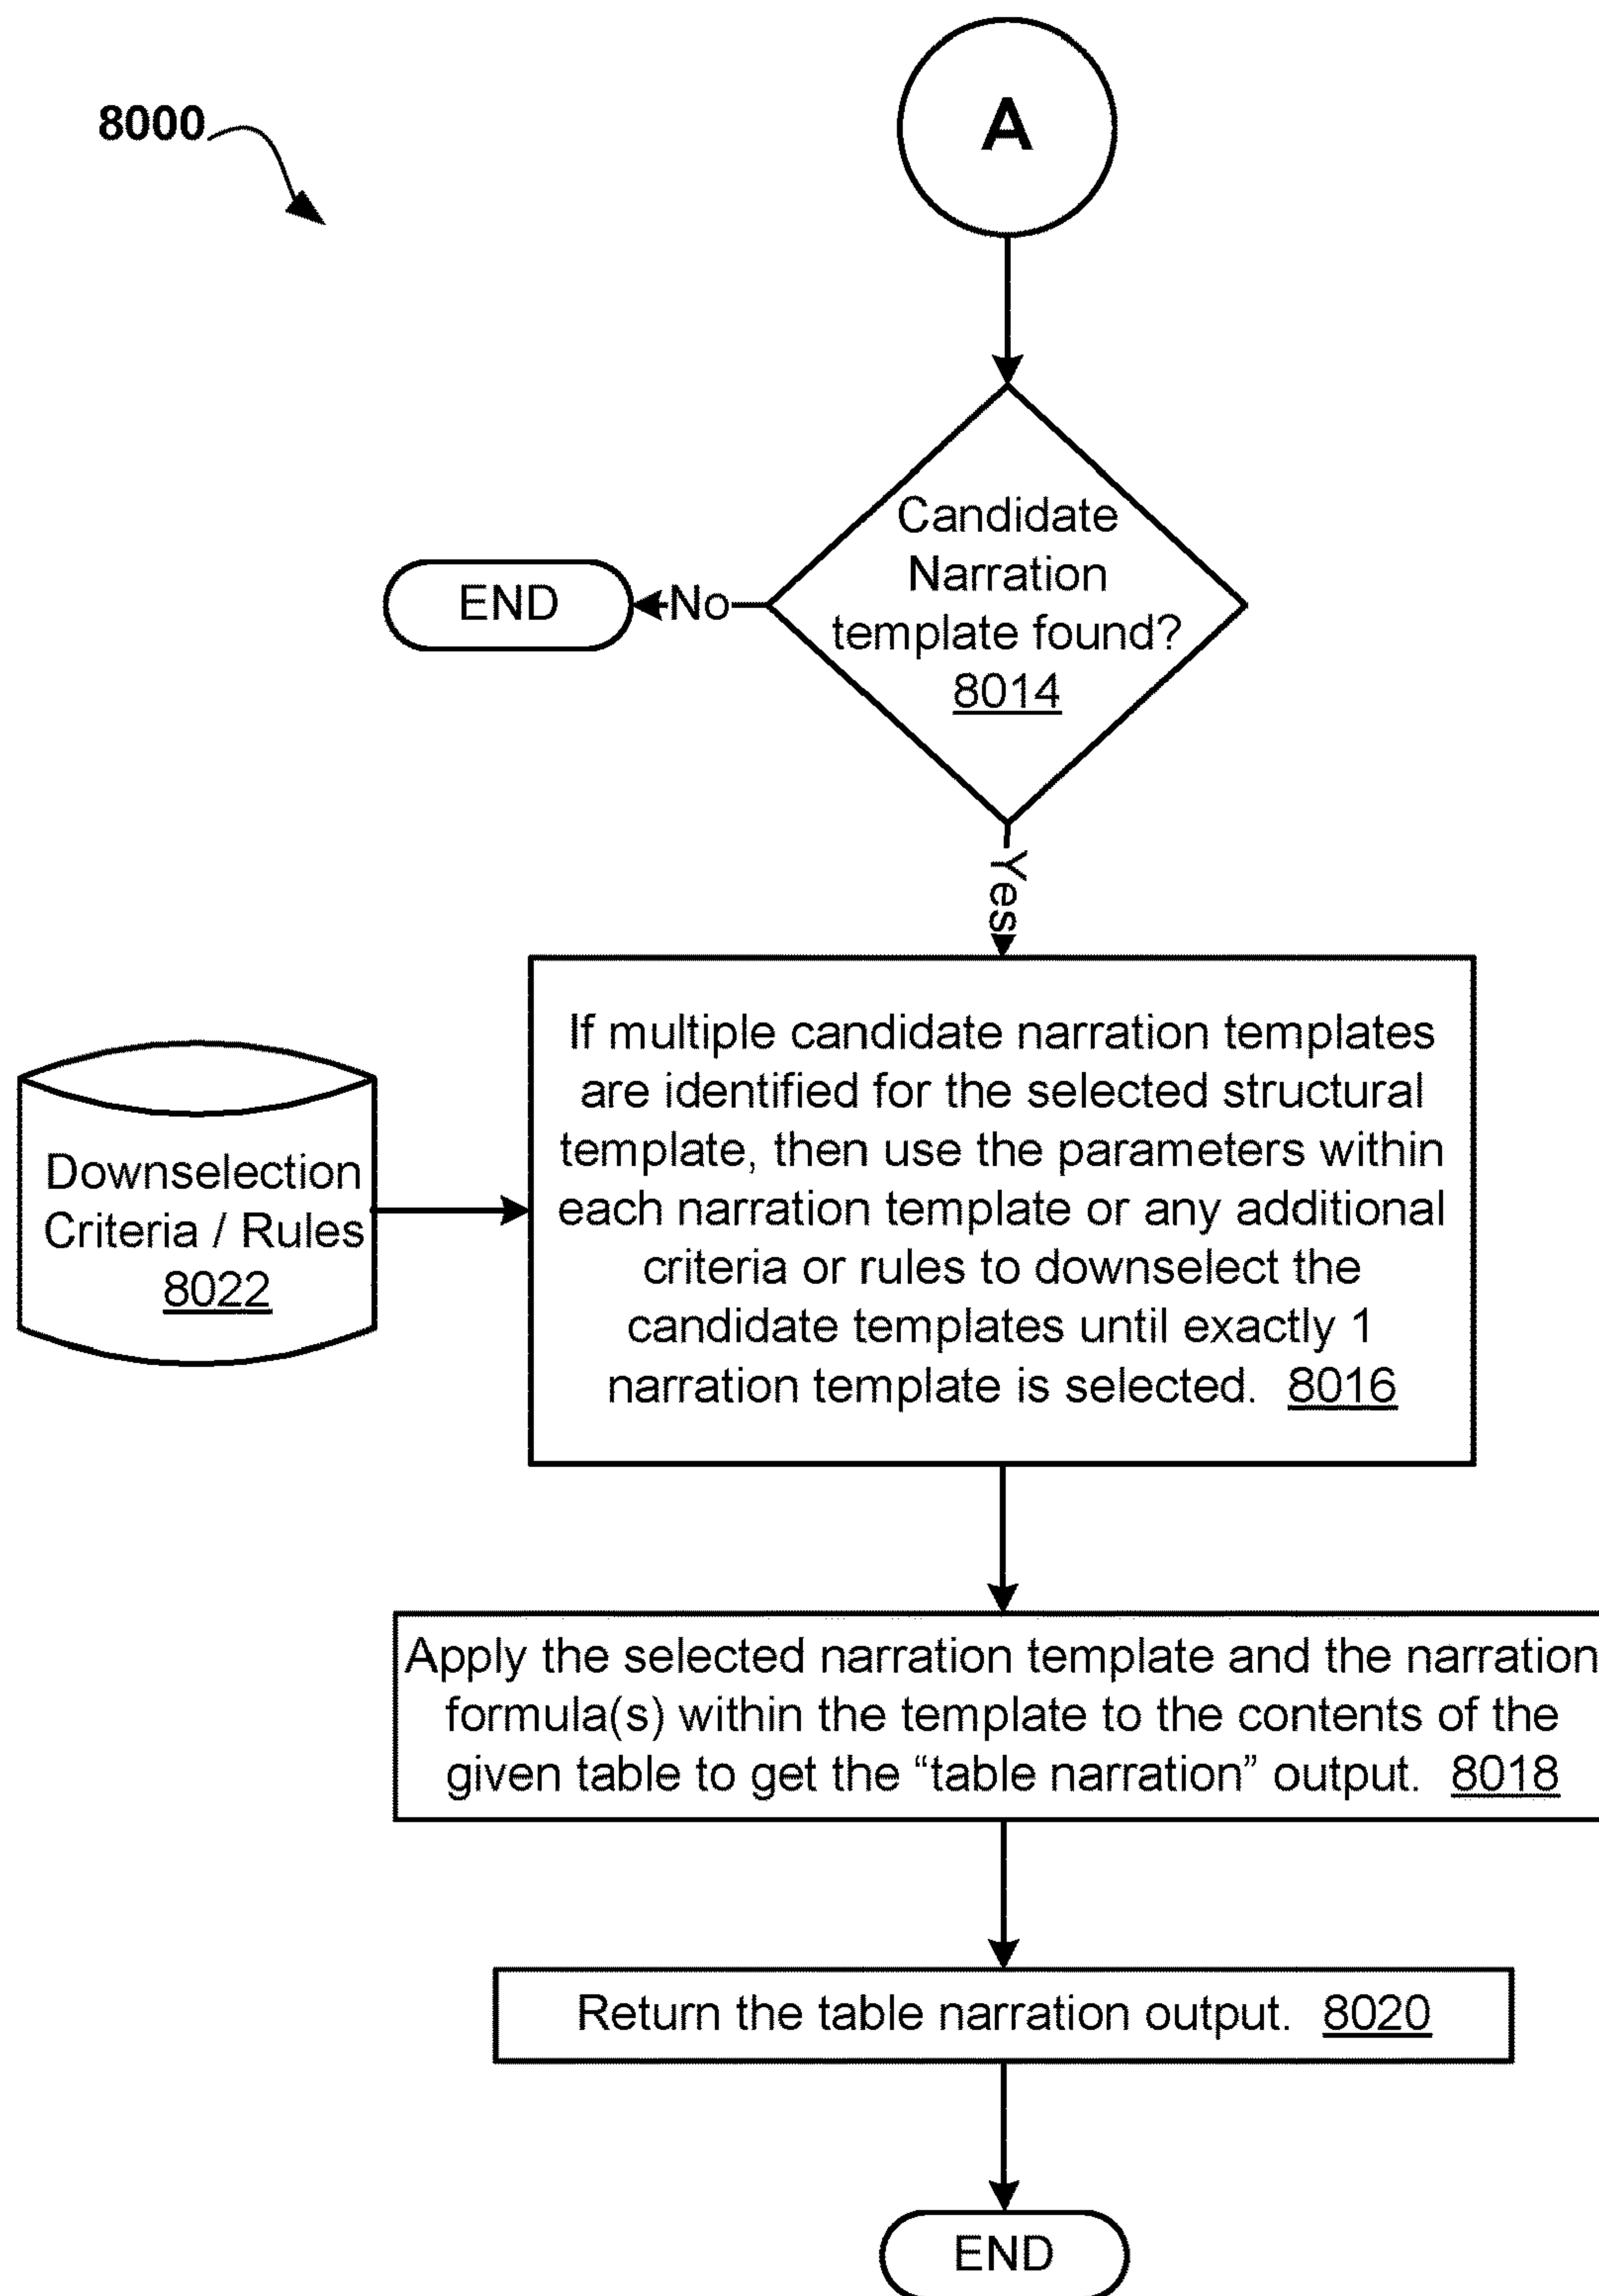 8000
A
Candidate
Narration
template found?
8014
No
END
Yes
If multiple candidate narration templates
are identified for the selected structural
template, then use the parameters within
each narration template or any additional
criteria or rules to downselect the
candidate templates until exactly 1
narration template is selected. 8016
Downselection
Criteria / Rules
8022
Apply the selected narration template and the narration
formula(s) within the template to the contents of the
given table to get the “table narration” output. 8018
Return the table narration output. 8020
END